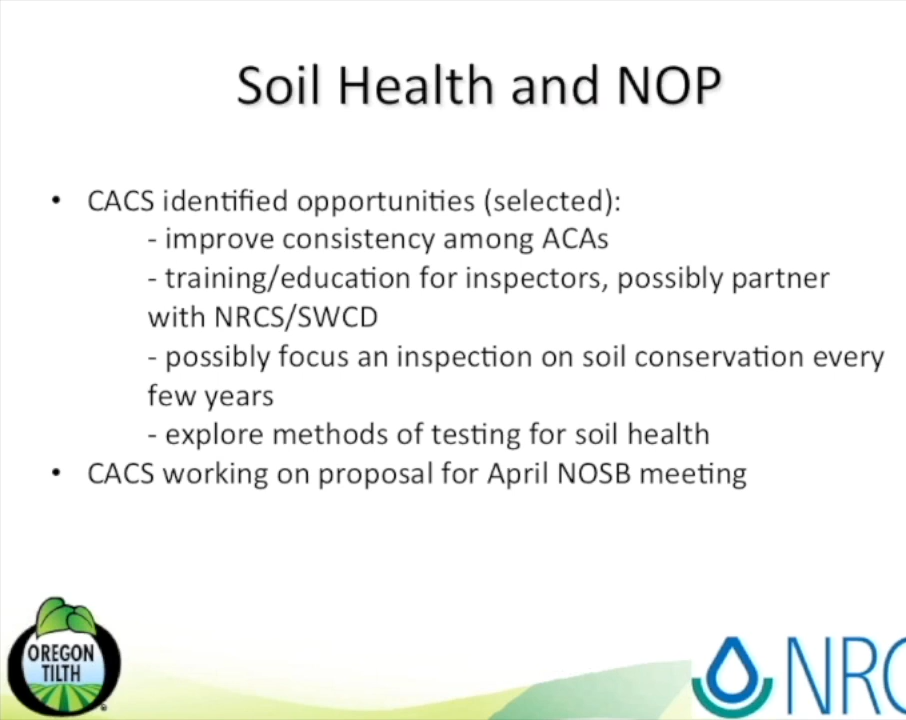 Soil Health and NOP
• CACS identified opportunities (selected):
- improve consistency among ACAs
- training/education for inspectors, possibly partner
with NRCS/SWCD
- possibly focus an inspection on soil conservation every
few years
- explore methods of testing for soil health
• CACS working on proposal for April NOSB meeting
OREGON
TILTH
NRC